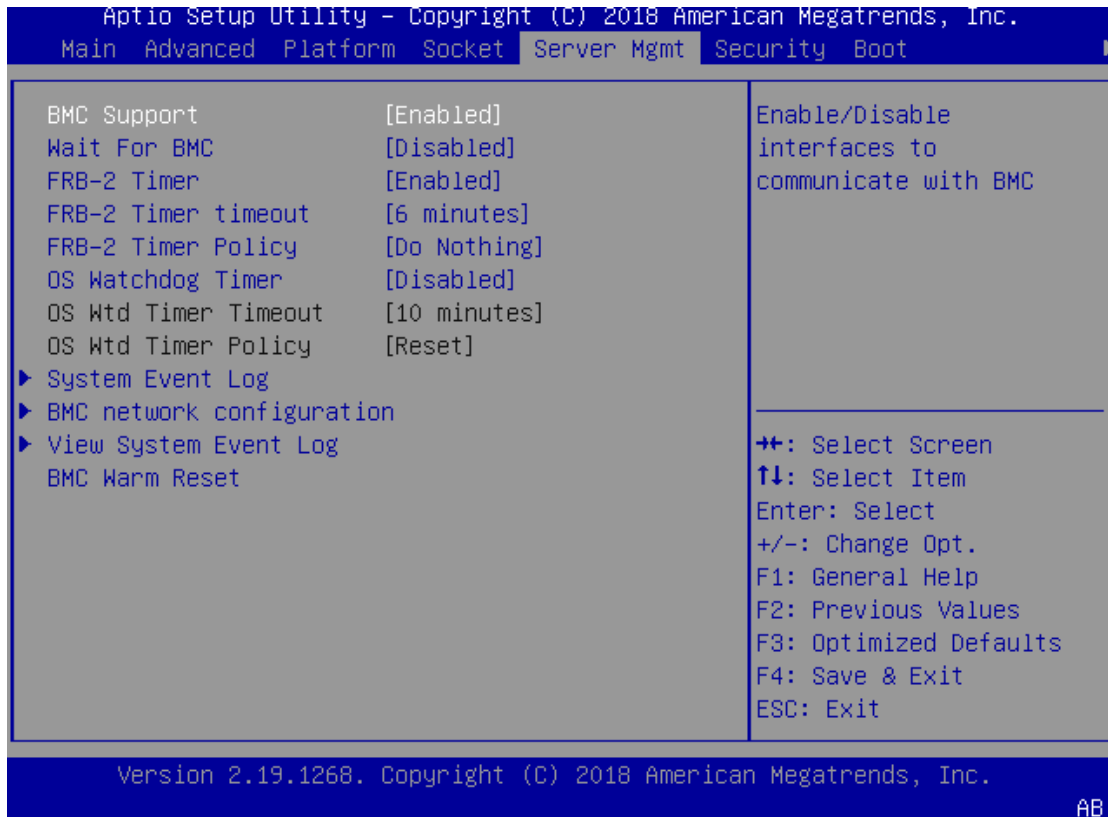 Aptio Setup Utility – Copyright (C) 2018 American Megatrends, Inc.
Main Advanced Platform Socket Server Mgmt Security Boot
BMC Support [Enabled]
Wait For BMC [Disabled]
FRB-2 Timer [Enabled]
FRB-2 Timer timeout [6 minutes]
FRB-2 Timer Policy [Do Nothing]
OS Watchdog Timer [Disabled]
OS Wtd Timer Timeout [10 minutes]
OS Wtd Timer Policy [Reset]
System Event Log
BMC network configuration
View System Event Log
BMC Warm Reset
Enable/Disable
interfaces to
communicate with BMC
→←: Select Screen
↑↓: Select Item
Enter: Select
+/-: Change Opt.
F1: General Help
F2: Previous Values
F3: Optimized Defaults
F4: Save & Exit
ESC: Exit
Version 2.19.1268. Copyright (C) 2018 American Megatrends, Inc.
AB